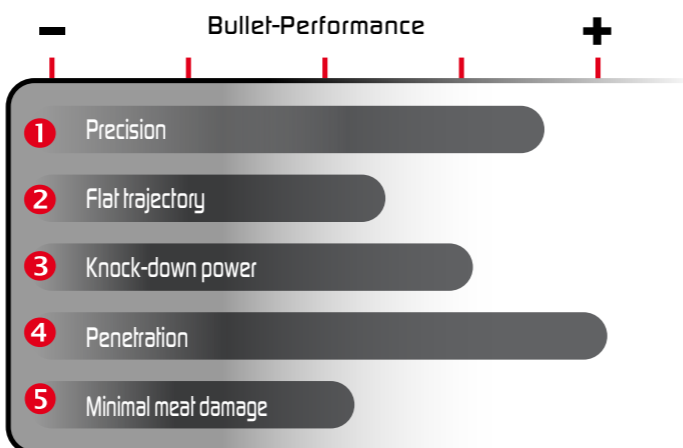 Bullet-Performance
− +
1 Precision
2 Flat trajectory
3 Knock-down power
4 Penetration
5 Minimal meat damage